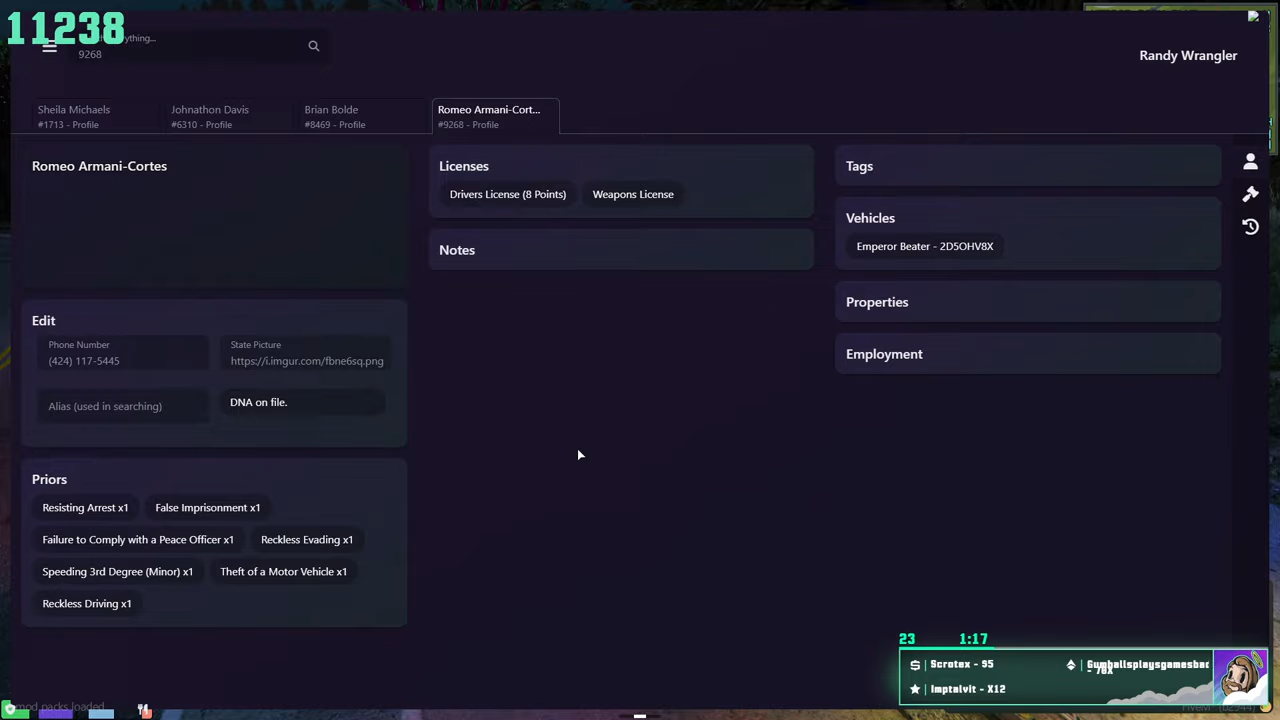 11238
9268
Randy Wrangler
Sheila Michaels
#1713 - Profile
Johnathon Davis
#6310 - Profile
Brian Bolde
#8469 - Profile
Romeo Armani-Cort...
#9268 - Profile
Romeo Armani-Cortes
Edit
Phone Number
(424) 117-5445
State Picture
https://i.imgur.com/fbne6sq.png
Alias (used in searching)
DNA on file.
Priors
Resisting Arrest x1
False Imprisonment x1
Failure to Comply with a Peace Officer x1
Reckless Evading x1
Speeding 3rd Degree (Minor) x1
Theft of a Motor Vehicle x1
Reckless Driving x1
Licenses
Drivers License (8 Points)
Weapons License
Notes
Tags
Vehicles
Emperor Beater - 2D5OHV8X
Properties
Employment
23
1:17
Scrotex - 95
Imptalvit - X12
mod packs loaded